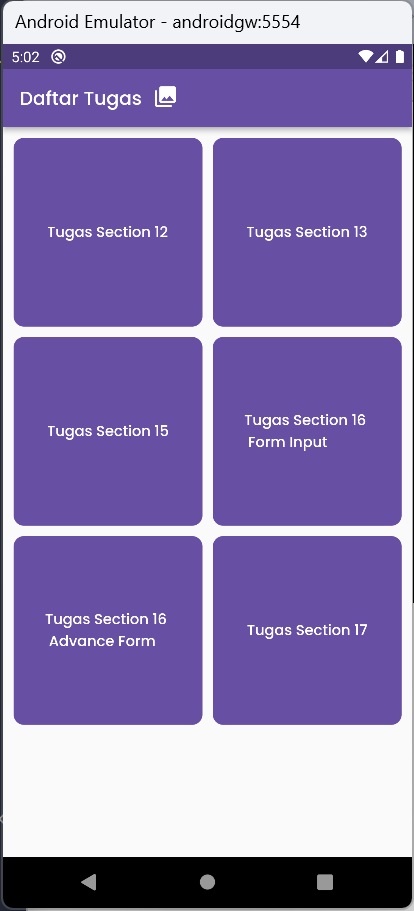 Android Emulator - androidgw:5554
5:02
Daftar Tugas
Tugas Section 12
Tugas Section 13
Tugas Section 15
Tugas Section 16
Form Input
Tugas Section 16
Advance Form
Tugas Section 17